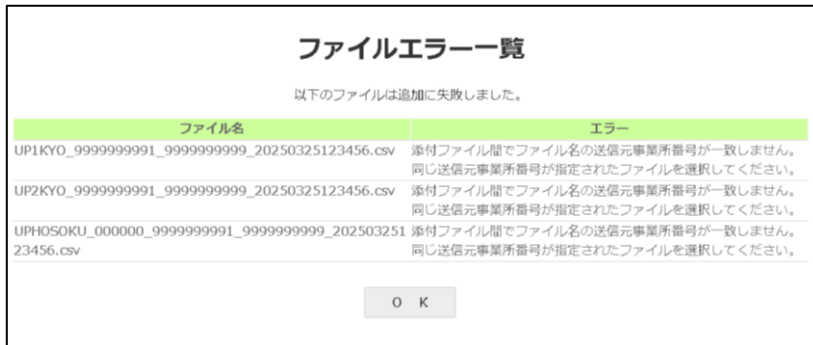 ファイルエラー一覧
以下のファイルは追加に失敗しました。
ファイル名 エラー
UP1KYO_9999999991_9999999999_20250325123456.csv 添付ファイル間でファイル名の送信元事業所番号が一致しません。
同じ送信元事業所番号が指定されたファイルを選択してください。
UP2KYO_9999999991_9999999999_20250325123456.csv 添付ファイル間でファイル名の送信元事業所番号が一致しません。
同じ送信元事業所番号が指定されたファイルを選択してください。
UPHOSOKU_000000_9999999991_9999999999_202503251 添付ファイル間でファイル名の送信元事業所番号が一致しません。
23456.csv 同じ送信元事業所番号が指定されたファイルを選択してください。
O K